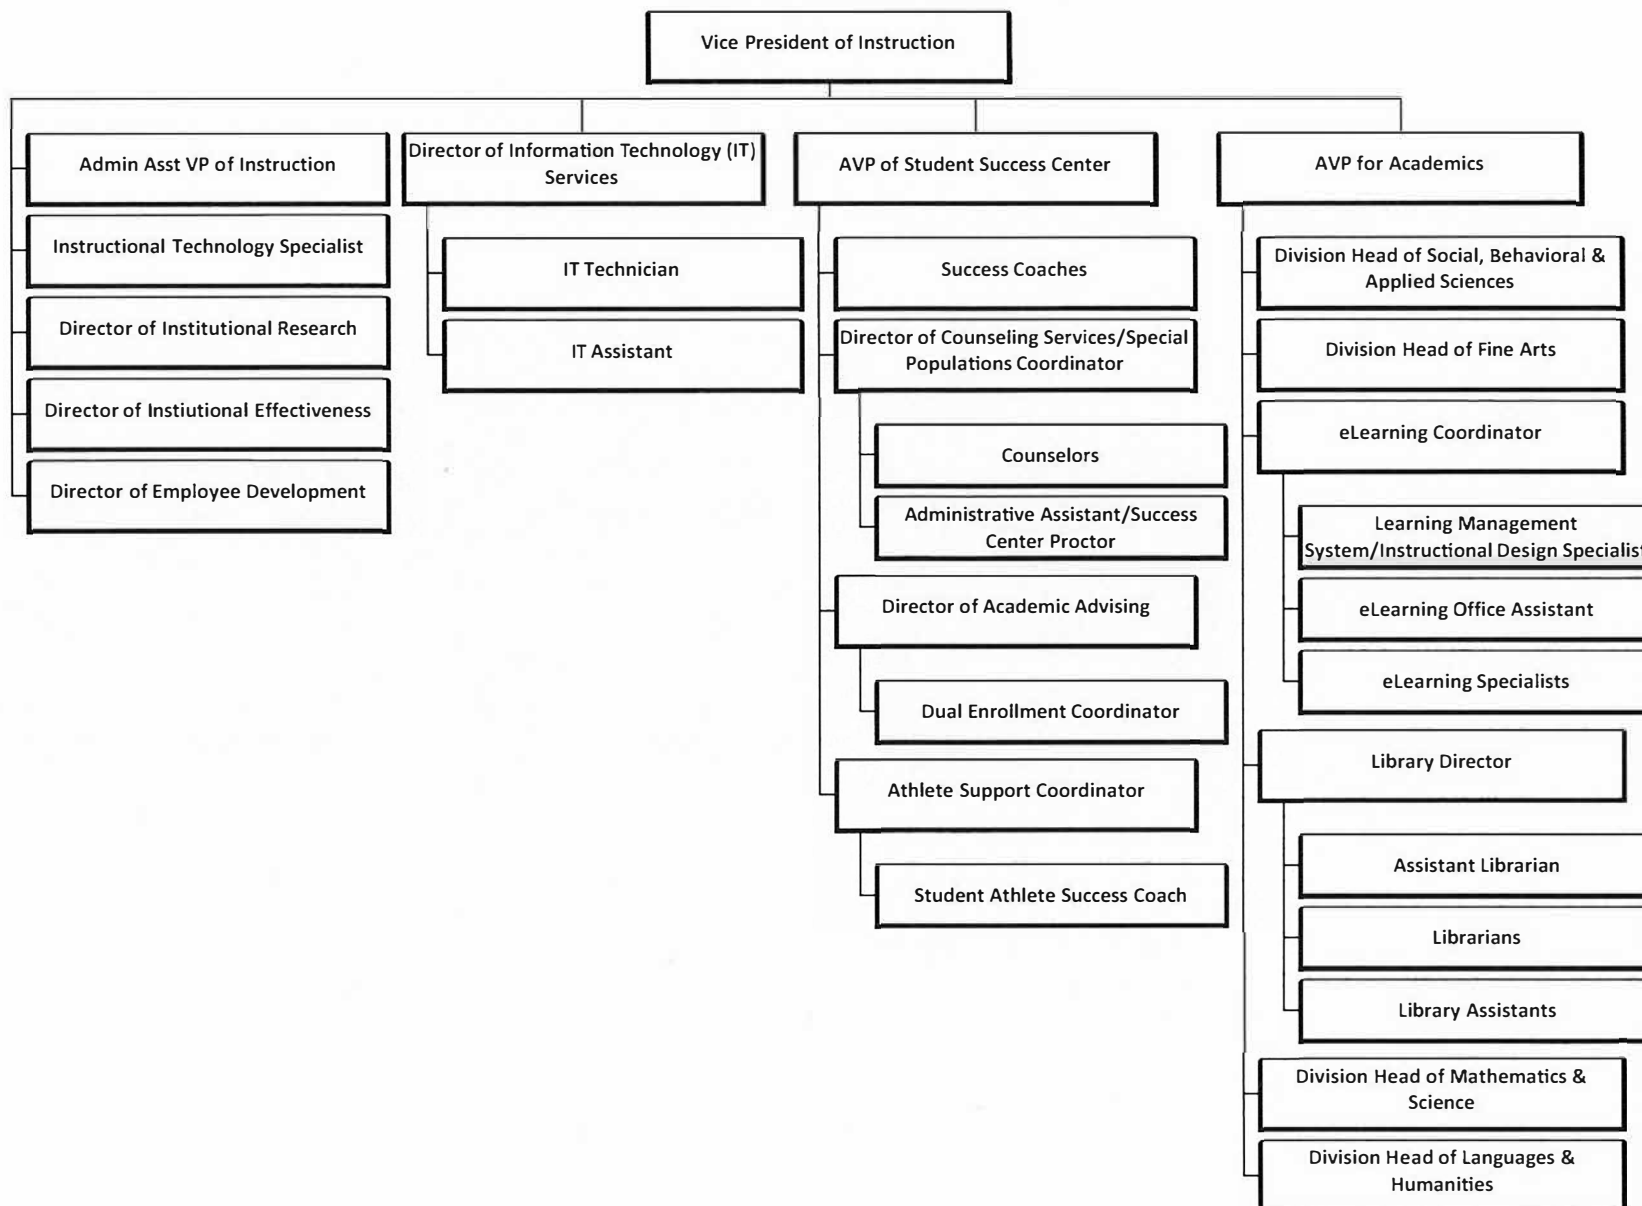 Vice President of Instruction
Admin Asst VP of Instruction
Instructional Technology Specialist
Director of Institutional Research
Director of Instiutional Effectiveness
Director of Employee Development
Director of Information Technology (IT)
Services
IT Technician
IT Assistant
AVP of Student Success Center
Success Coaches
Director of Counseling Services/Special
Populations Coordinator
Counselors
Administrative Assistant/Success
Center Proctor
Director of Academic Advising
Dual Enrollment Coordinator
Athlete Support Coordinator
Student Athlete Success Coach
AVP for Academics
Division Head of Social, Behavioral &
Applied Sciences
Division Head of Fine Arts
eLearning Coordinator
Learning Management
System/Instructional Design Specialist
eLearning Office Assistant
eLearning Specialists
Library Director
Assistant Librarian
Librarians
Library Assistants
Division Head of Mathematics &
Science
Division Head of Languages &
Humanities